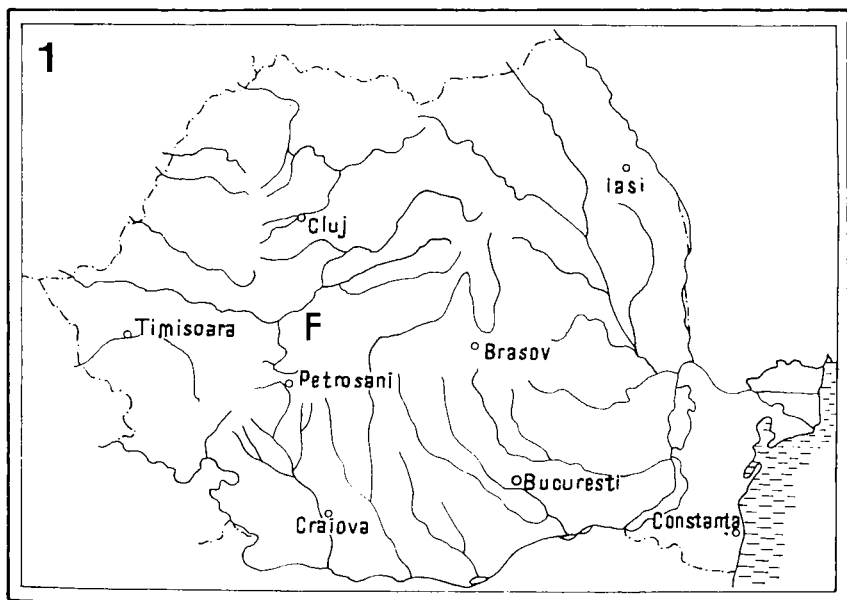 1
Iasi
Cluj
Timisoara
F
Brasov
Petrosani
Bucuresti
Craiova
Constanta